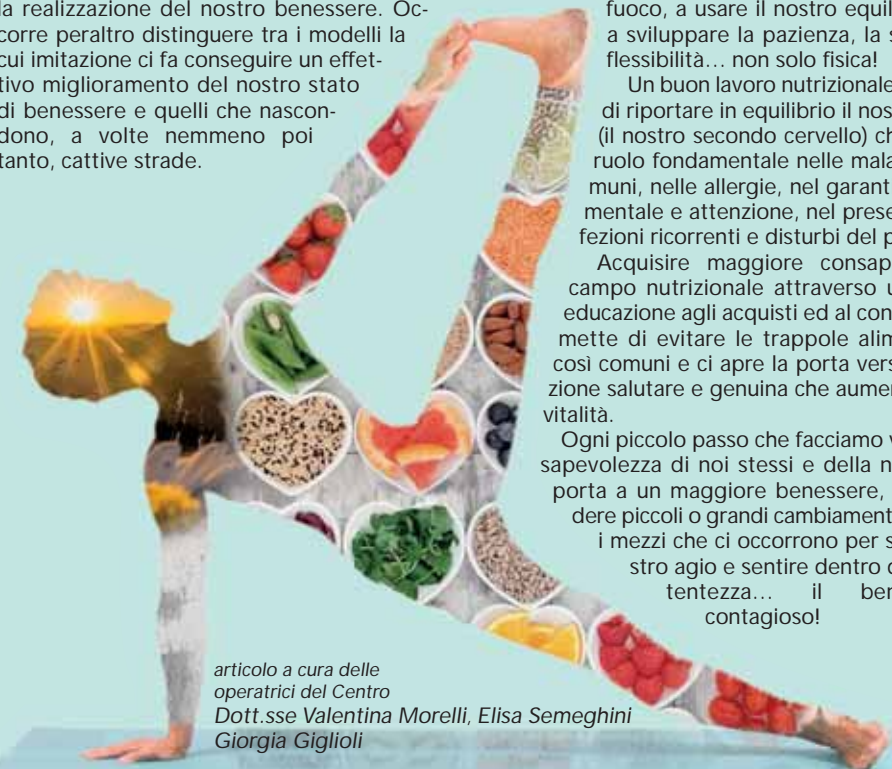 la realizzazione del nostro benessere. Oc-
corre peraltro distinguere tra i modelli la
cui imitazione ci fa conseguire un effet-
tivo miglioramento del nostro stato
di benessere e quelli che nascon-
dono, a volte nemmeno poi
tanto, cattive strade.
fuoco, a usare il nostro equil
a sviluppare la pazienza, la s
flessibilità… non solo fisica!
Un buon lavoro nutrizionale
di riportare in equilibrio il nos
(il nostro secondo cervello) ch
ruolo fondamentale nelle mala
muni, nelle allergie, nel garant
mentale e attenzione, nel prese
fezioni ricorrenti e disturbi del p
Acquisire maggiore consap
campo nutrizionale attraverso u
educazione agli acquisti ed al con
mette di evitare le trappole alim
così comuni e ci apre la porta vers
zione salutare e genuina che aumen
vitalità.
Ogni piccolo passo che facciamo v
sapevolezza di noi stessi e della n
porta a un maggiore benessere,
dere piccoli o grandi cambiament
i mezzi che ci occorrono per s
stro agio e sentire dentro d
tentezza… il ben
contagioso!
articolo a cura delle
operatrici del Centro
Dott.sse Valentina Morelli, Elisa Semeghini
Giorgia Giglioli